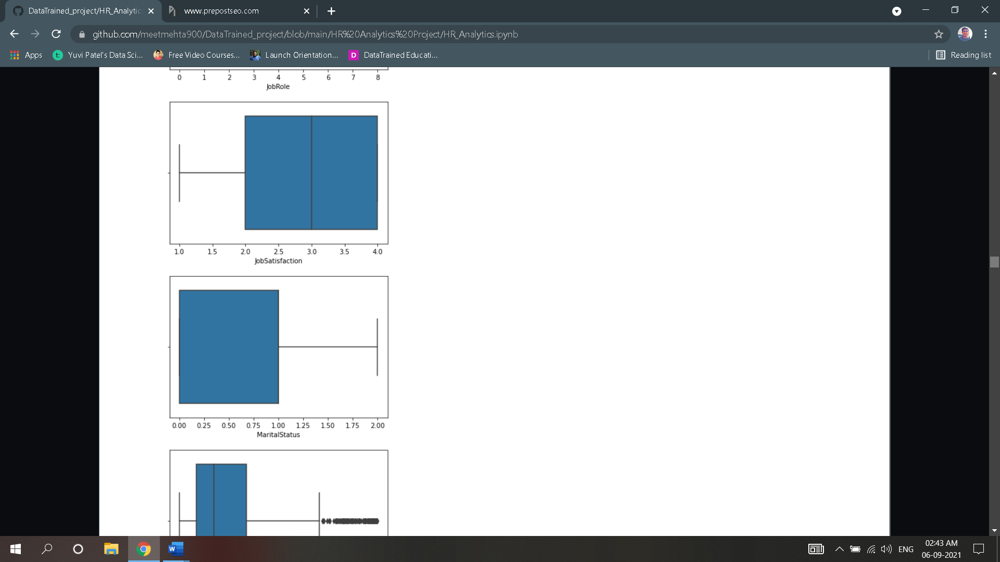 DataTrained_project/HR_Analytic
www.prepostseo.com
github.com/meetmehta900/DataTrained_project/blob/main/HR%20Analytics%20Project/HR_Analytics.ipynb
Apps
t:
Yuvi Patel's Data Sci...
Free Video Courses...
Launch Orientation...
D
DataTrained Educati...
Reading list
0 1 2 3 4 5 6 7 8
JobRole
1.0 1.5 2.0 2.5 3.0 3.5 4.0
JobSatisfaction
0.00 0.25 0.50 0.75 1.00 1.25 1.50 1.75 2.00
MaritalStatus
W
ENG
02:43 AM
06-09-2021